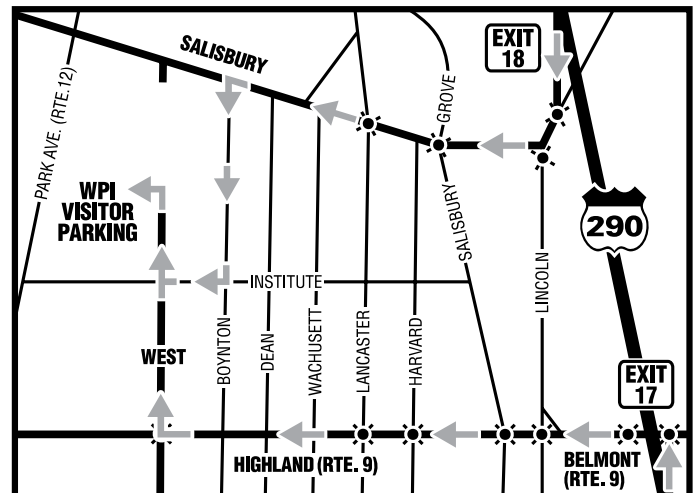 SALISBURY
EXIT
18
GROVE
PARK AVE. (RTE.12)
WPI
VISITOR
PARKING
290
SALISBURY
LINCOLN
INSTITUTE
WEST
BOYNTON
DEAN
WACHUSETT
LANCASTER
HARVARD
EXIT
17
HIGHLAND (RTE. 9)
BELMONT
(RTE. 9)